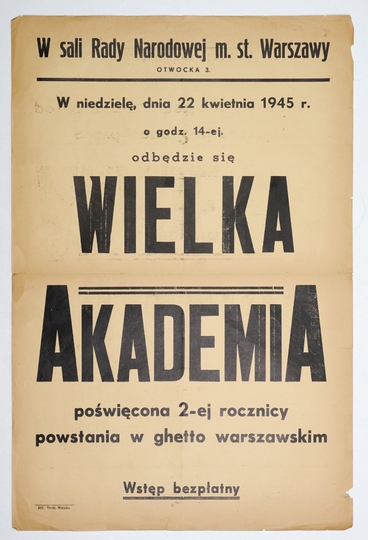 W sali Rady Narodowej m. st. Warszawy
OTWOCKA 3.
W niedzielę, dnia 22 kwietnia 1945 r.
o godz. 14-ej.
odbędzie się
WIELKA
AKADEMIA
poświęcona 2-ej rocznicy
powstania w ghetto warszawskim
Wstęp bezpłatny